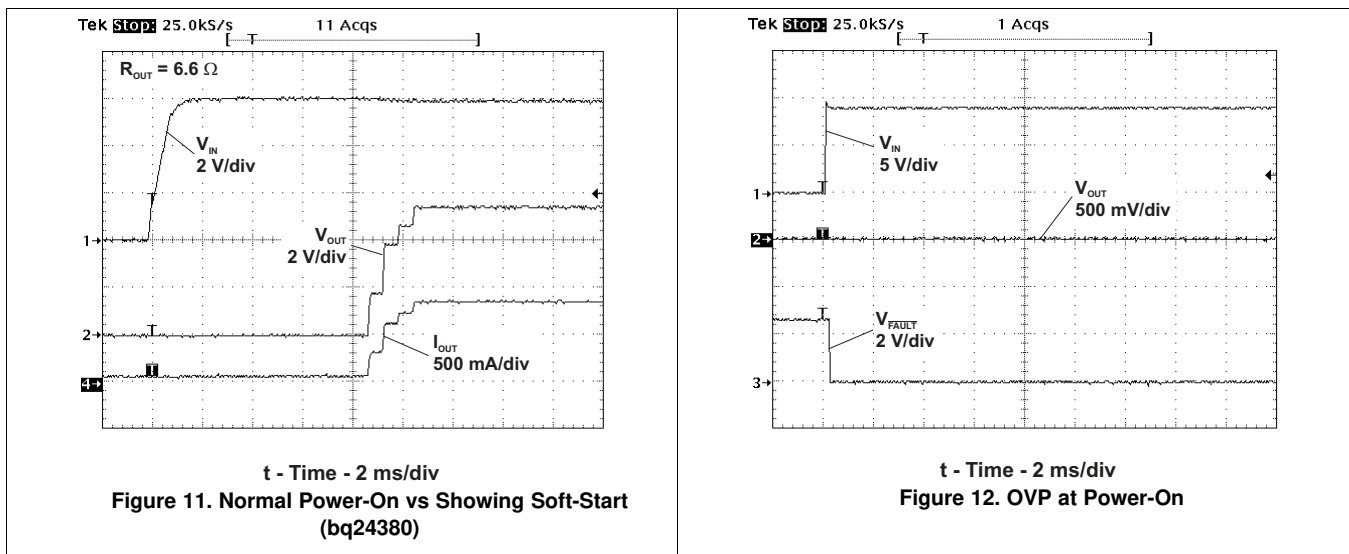 Tek Stop: 25.0kS/s 11 Acqs
[ T ]
R_OUT = 6.6 Ω
V_IN
2 V/div
1→
V_OUT
2 V/div
2→
T
I_OUT
500 mA/div
T
4→
t - Time - 2 ms/div
Figure 11. Normal Power-On vs Showing Soft-Start
(bq24380)
Tek Stop: 25.0kS/s 1 Acqs
[ T ]
V_IN
5 V/div
1→
T
V_OUT
500 mV/div
T
2→
T
V_F̅A̅U̅L̅T̅
2 V/div
3→
t - Time - 2 ms/div
Figure 12. OVP at Power-On